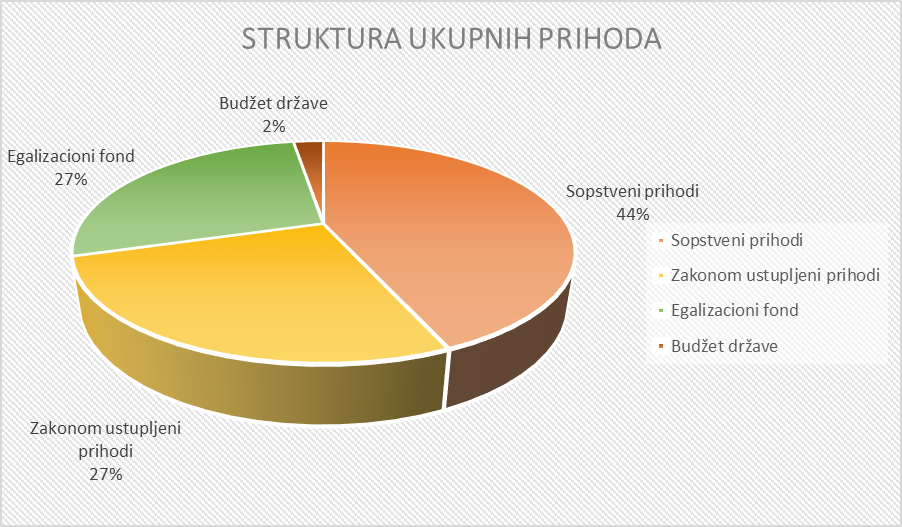 STRUKTURA UKUPNIH PRIHODA
Budžet države
2%
Egalizacioni fond
27%
Sopstveni prihodi
44%
Sopstveni prihodi
Zakonom ustupljeni prihodi
Egalizacioni fond
Budžet države
Zakonom ustupljeni
prihodi
27%